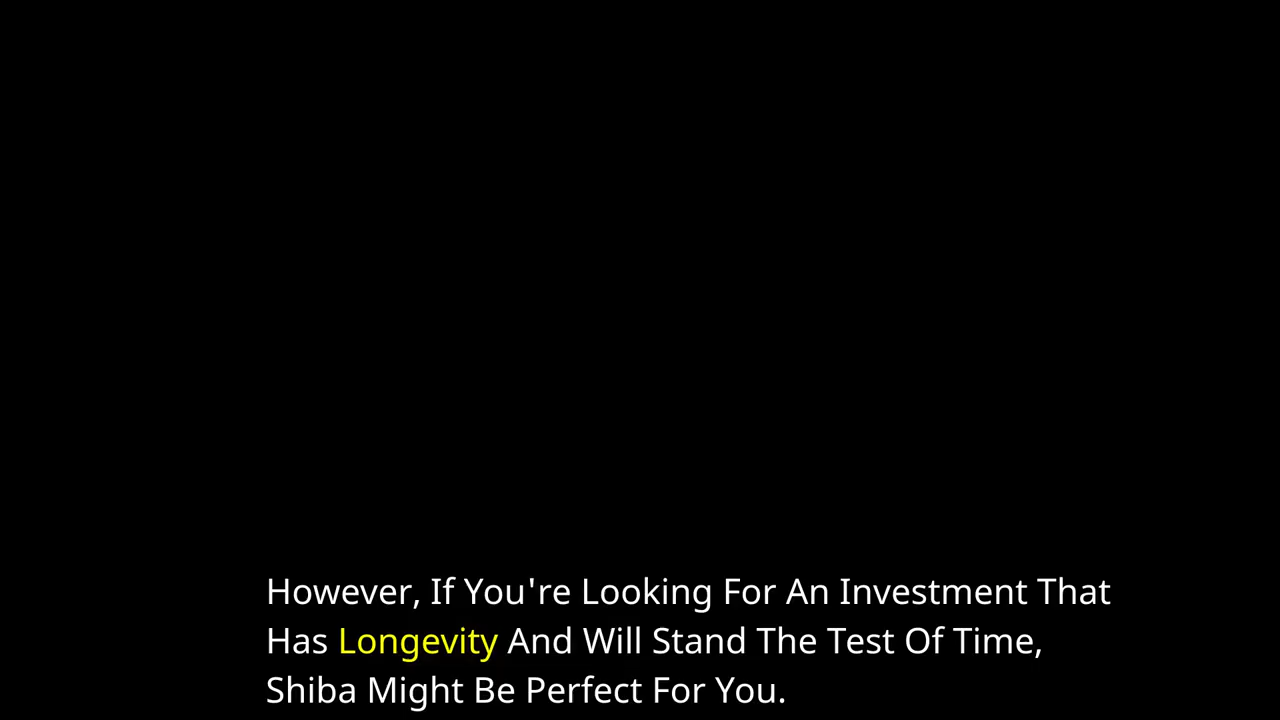 However, If You're Looking For An Investment That
Has Longevity And Will Stand The Test Of Time,
Shiba Might Be Perfect For You.